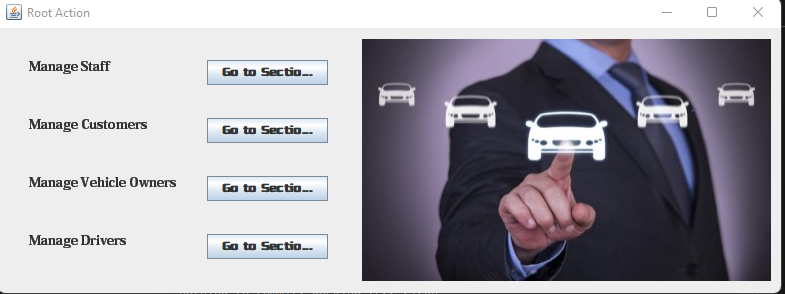 Root Action
Manage Staff
Go to Sectio...
Manage Customers
Go to Sectio...
Manage Vehicle Owners
Go to Sectio...
Manage Drivers
Go to Sectio...